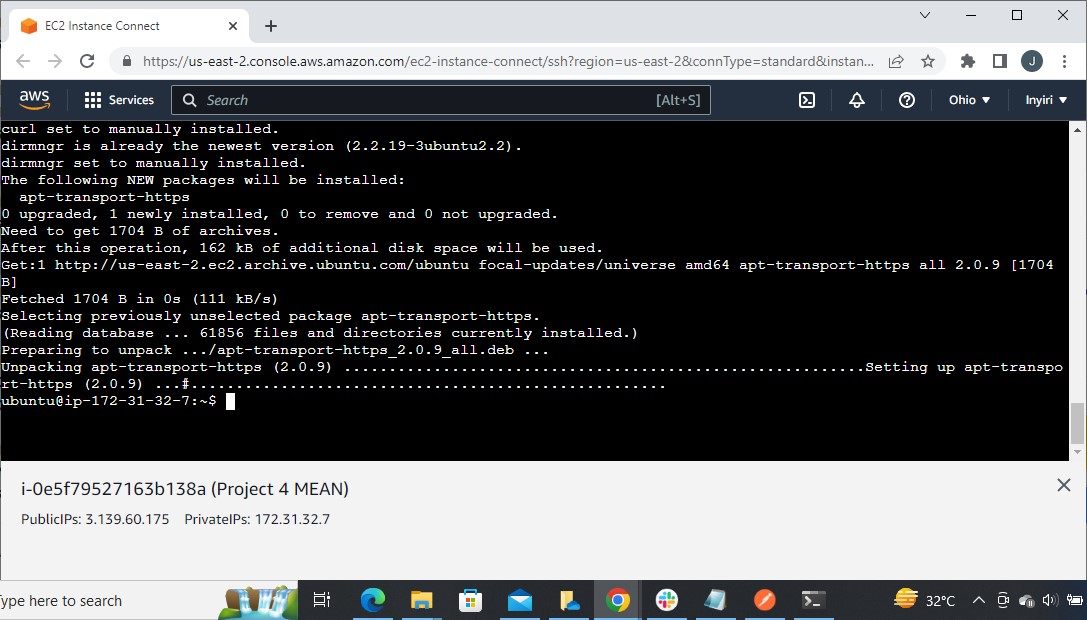 EC2 Instance Connect
https://us-east-2.console.aws.amazon.com/ec2-instance-connect/ssh?region=us-east-2&connType=standard&instan...
J
aws
Services
Search
[Alt+S]
Ohio
Inyiri
curl set to manually installed.
dirmngr is already the newest version (2.2.19-3ubuntu2.2).
dirmngr set to manually installed.
The following NEW packages will be installed:
apt-transport-https
0 upgraded, 1 newly installed, 0 to remove and 0 not upgraded.
Need to get 1704 B of archives.
After this operation, 162 kB of additional disk space will be used.
Get:1 http://us-east-2.ec2.archive.ubuntu.com/ubuntu focal-updates/universe amd64 apt-transport-https all 2.0.9 [1704
B]
Fetched 1704 B in 0s (111 kB/s)
Selecting previously unselected package apt-transport-https.
(Reading database ... 61856 files and directories currently installed.)
Preparing to unpack .../apt-transport-https_2.0.9_all.deb ...
Unpacking apt-transport-https (2.0.9) ..........................................................Setting up apt-transpo
rt-https (2.0.9) ...#.....................................................
ubuntu@ip-172-31-32-7:~$
i-0e5f79527163b138a (Project 4 MEAN)
PublicIPs: 3.139.60.175 PrivateIPs: 172.31.32.7
Type here to search
32°C